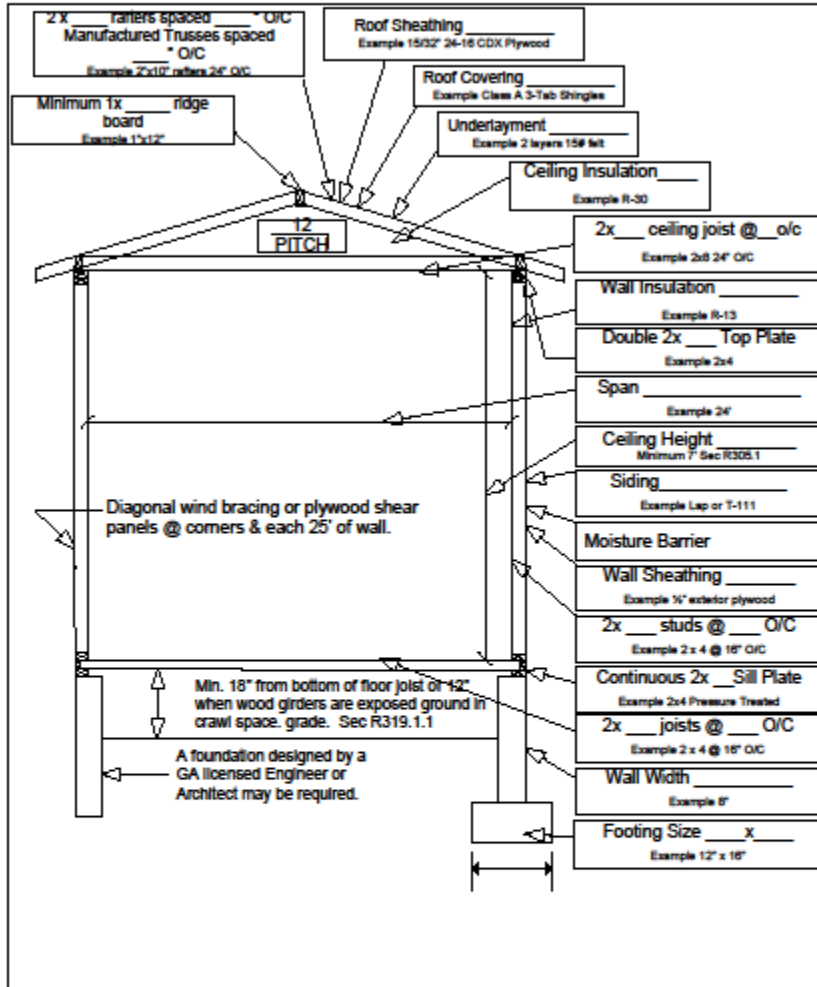 2 x ____ rafters spaced ____" O/C
Manufactured Trusses spaced
____" O/C
Example 2"x10" rafters 24" O/C
Roof Sheathing __________
Example 15/32" 24-16 CDX Plywood
Roof Covering _________
Example Class A 3-Tab Shingles
Minimum 1x _____ ridge
board
Example 1"x12"
Underlayment _________
Example 2 layers 15# felt
Ceiling Insulation____
Example R-30
12
PITCH
2x___ ceiling joist @__o/c
Example 2x8 24" O/C
Wall Insulation ________
Example R-13
Double 2x ___ Top Plate
Example 2x4
Span ________________
Example 24'
Ceiling Height ________
Minimum 7' Sec R305.1
Siding_____________
Example Lap or T-111
Diagonal wind bracing or plywood shear
panels @ corners & each 25' of wall.
Moisture Barrier
Wall Sheathing _______
Example exterior plywood
2x ___ studs @ ___ O/C
Example 2 x 4 @ 16" O/C
Continuous 2x __Sill Plate
Example 2x4 Pressure Treated
Min. 18" from bottom of floor joist or 12"
when wood girders are exposed ground in
crawl space. grade. Sec R319.1.1
2x ___ joists @ ___ O/C
Example 2 x 4 @ 16" O/C
A foundation designed by a
GA licensed Engineer or
Architect may be required.
Wall Width __________
Example 8"
Footing Size ____x____
Example 12" x 16"